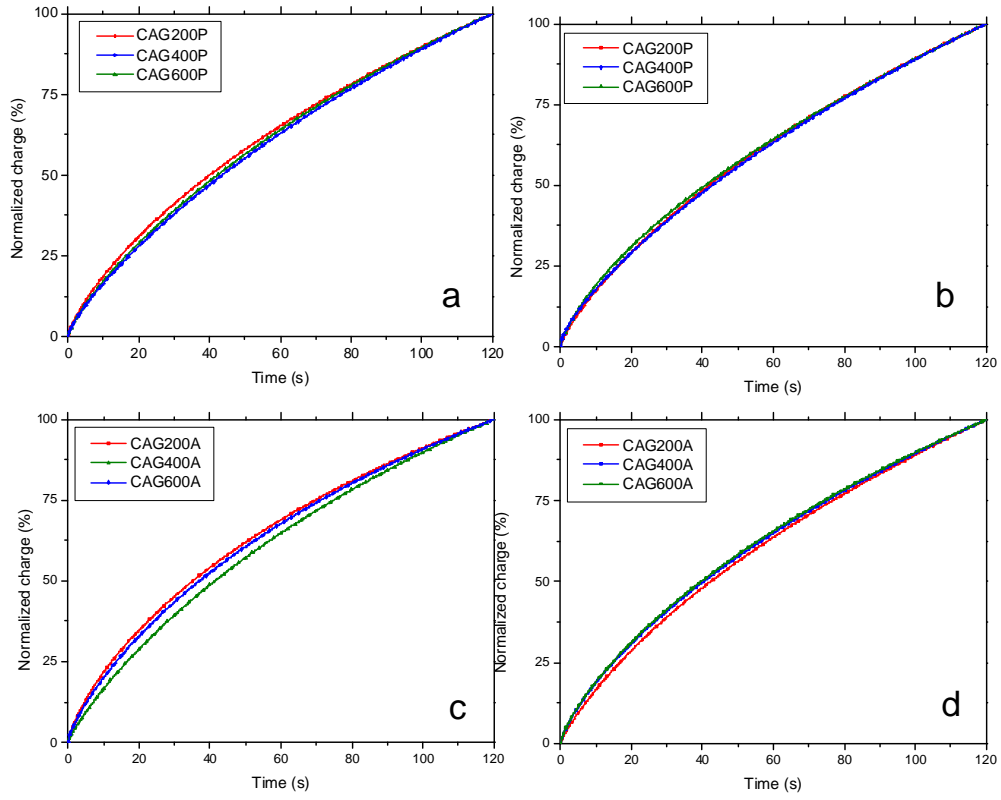 CAG200P
CAG400P
CAG600P
Normalized charge (%)
100
75
50
25
0
0 20 40 60 80 100 120
Time (s)
a
CAG200P
CAG400P
CAG600P
Normalized charge (%)
100
75
50
25
0
0 20 40 60 80 100 120
Time (s)
b
CAG200A
CAG400A
CAG600A
Normalized charge (%)
100
75
50
25
0
0 20 40 60 80 100 120
Time (s)
c
CAG200A
CAG400A
CAG600A
Normalized charge (%)
100
75
50
25
0
0 20 40 60 80 100 120
Time (s)
d